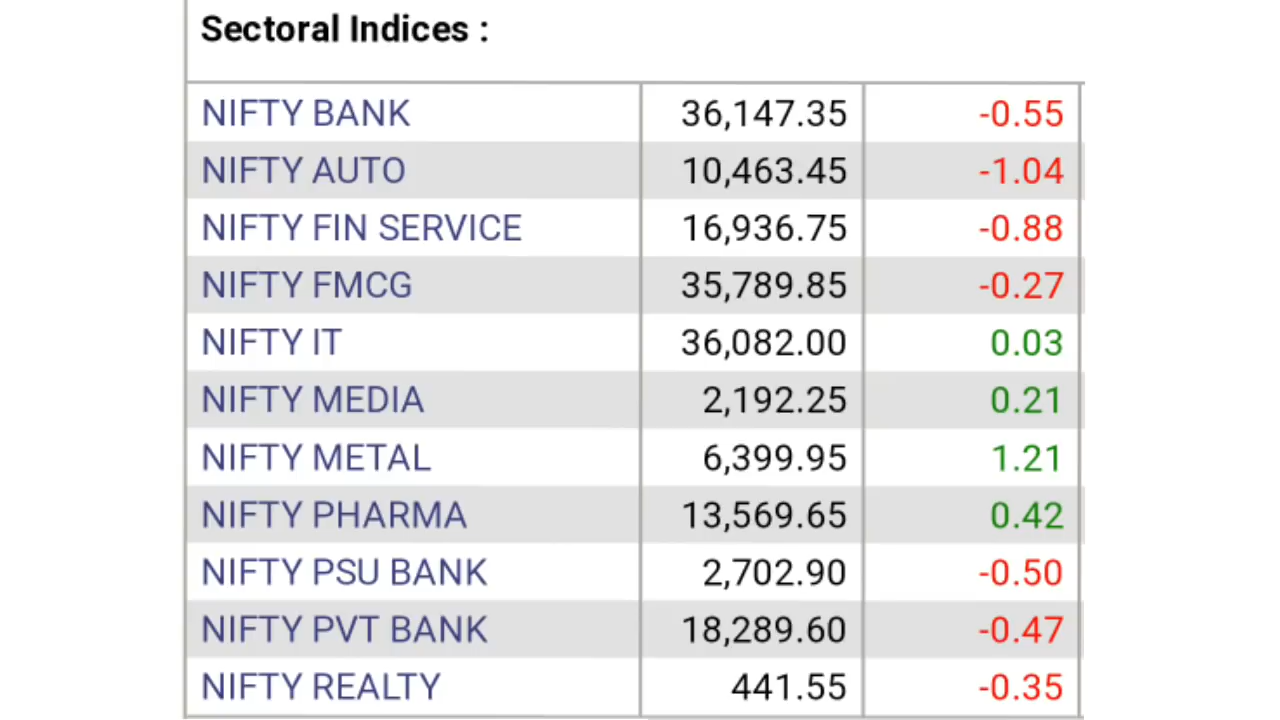 Sectoral Indices :
NIFTY BANK 36,147.35 -0.55
NIFTY AUTO 10,463.45 -1.04
NIFTY FIN SERVICE 16,936.75 -0.88
NIFTY FMCG 35,789.85 -0.27
NIFTY IT 36,082.00 0.03
NIFTY MEDIA 2,192.25 0.21
NIFTY METAL 6,399.95 1.21
NIFTY PHARMA 13,569.65 0.42
NIFTY PSU BANK 2,702.90 -0.50
NIFTY PVT BANK 18,289.60 -0.47
NIFTY REALTY 441.55 -0.35